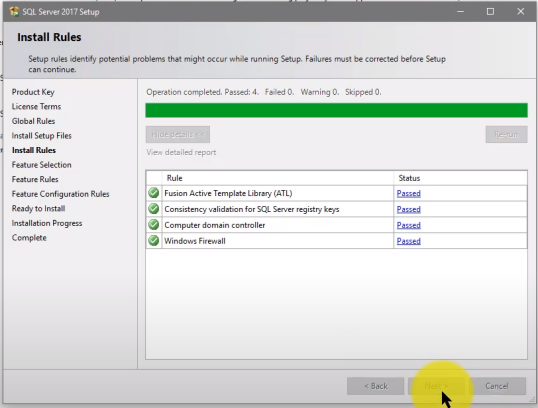 SQL Server 2017 Setup
Install Rules
Setup rules identify potential problems that might occur while running Setup. Failures must be corrected before Setup
can continue.
Product Key
License Terms
Global Rules
Install Setup Files
Install Rules
Feature Selection
Feature Rules
Feature Configuration Rules
Ready to Install
Installation Progress
Complete
Operation completed. Passed: 4. Failed 0. Warning 0. Skipped 0.
Hide details <<
Re-run
View detailed report
Rule Status
Fusion Active Template Library (ATL) Passed
Consistency validation for SQL Server registry keys Passed
Computer domain controller Passed
Windows Firewall Passed
< Back
Next >
Cancel